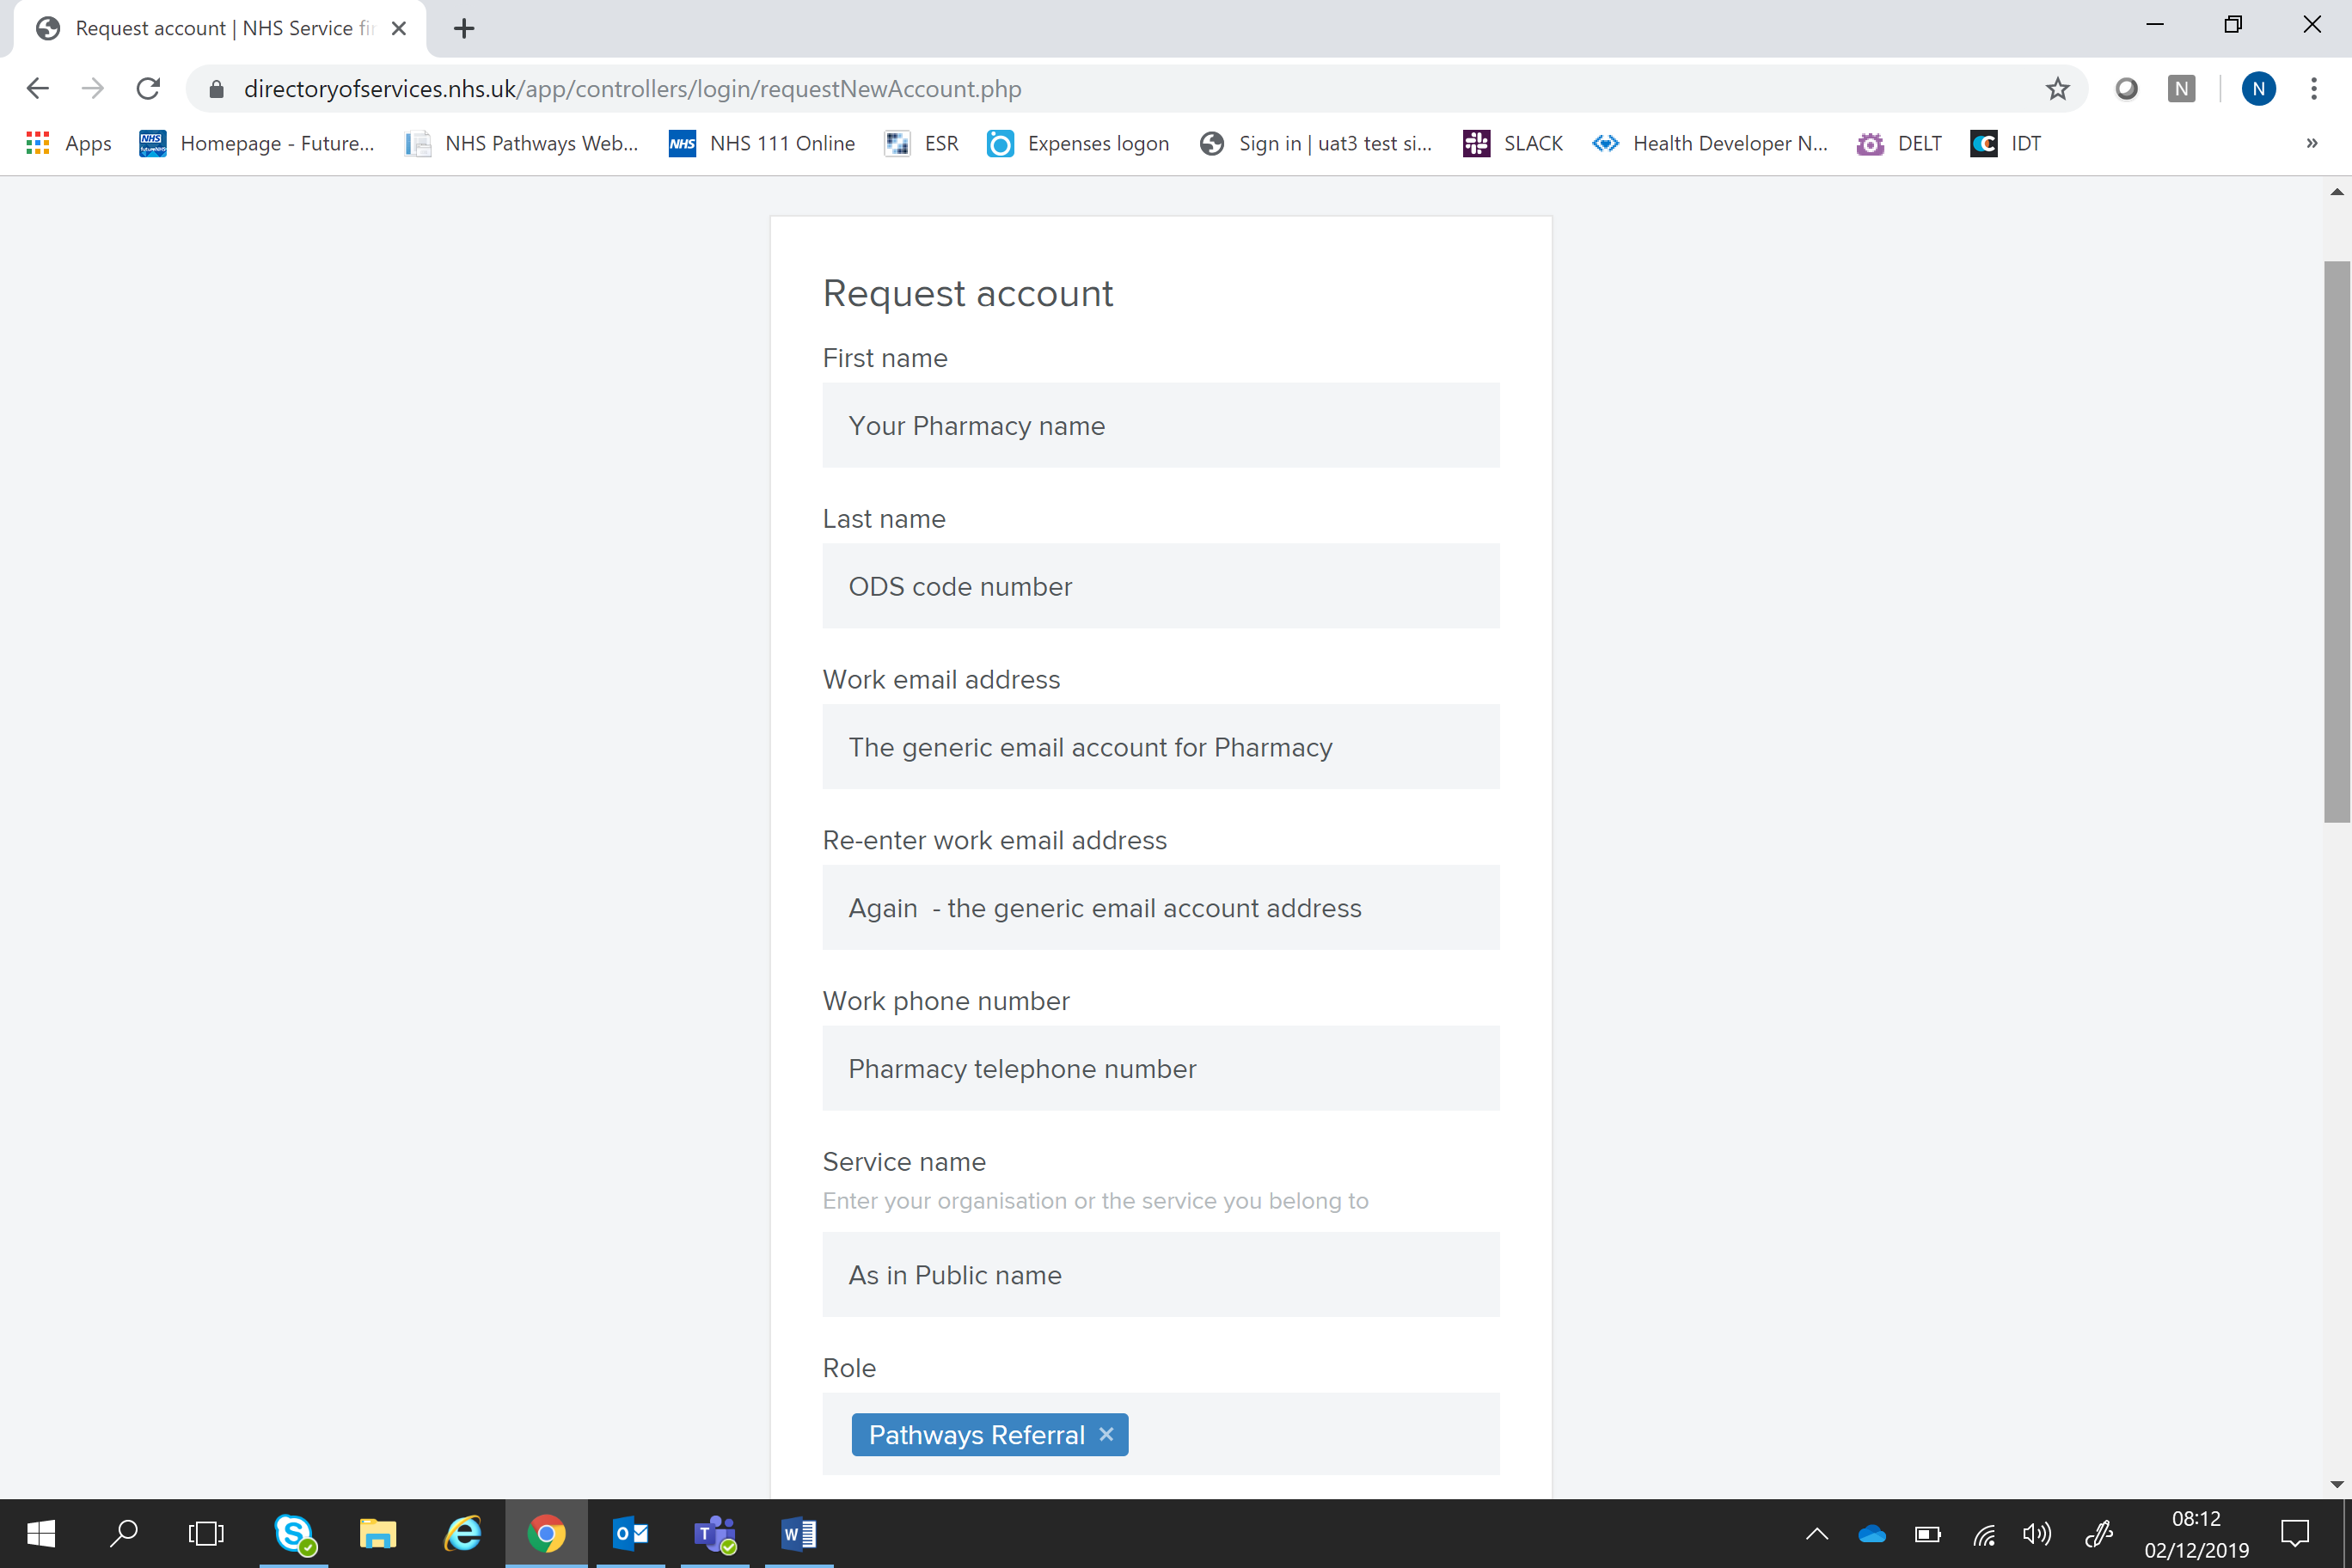 Request account | NHS Service fi
directoryofservices.nhs.uk/app/controllers/login/requestNewAccount.php
N
N
Apps
NHS
Homepage - Future...
NHS Pathways Web...
NHS
NHS 111 Online
ESR
Expenses logon
Sign in | uat3 test si...
SLACK
Health Developer N...
DELT
IDT
»
Request account
First name
Your Pharmacy name
Last name
ODS code number
Work email address
The generic email account for Pharmacy
Re-enter work email address
Again  - the generic email account address
Work phone number
Pharmacy telephone number
Service name
Enter your organisation or the service you belong to
As in Public name
Role
Pathways Referral ×
08:12
02/12/2019